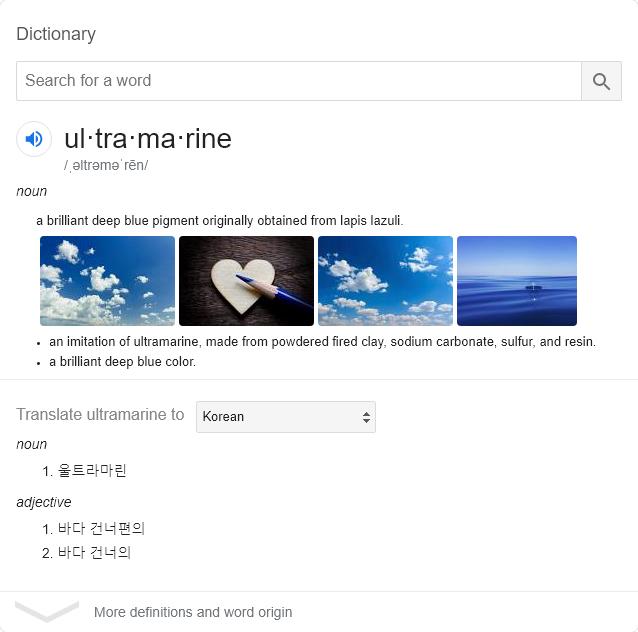 Dictionary
Search for a word
ul·tra·ma·rine
/ˌəltrəməˈrēn/
noun
a brilliant deep blue pigment originally obtained from lapis lazuli.
• an imitation of ultramarine, made from powdered fired clay, sodium carbonate, sulfur, and resin.
• a brilliant deep blue color.
Translate ultramarine to Korean
noun
1. 울트라마린
adjective
1. 바다 건너편의
2. 바다 건너의
More definitions and word origin